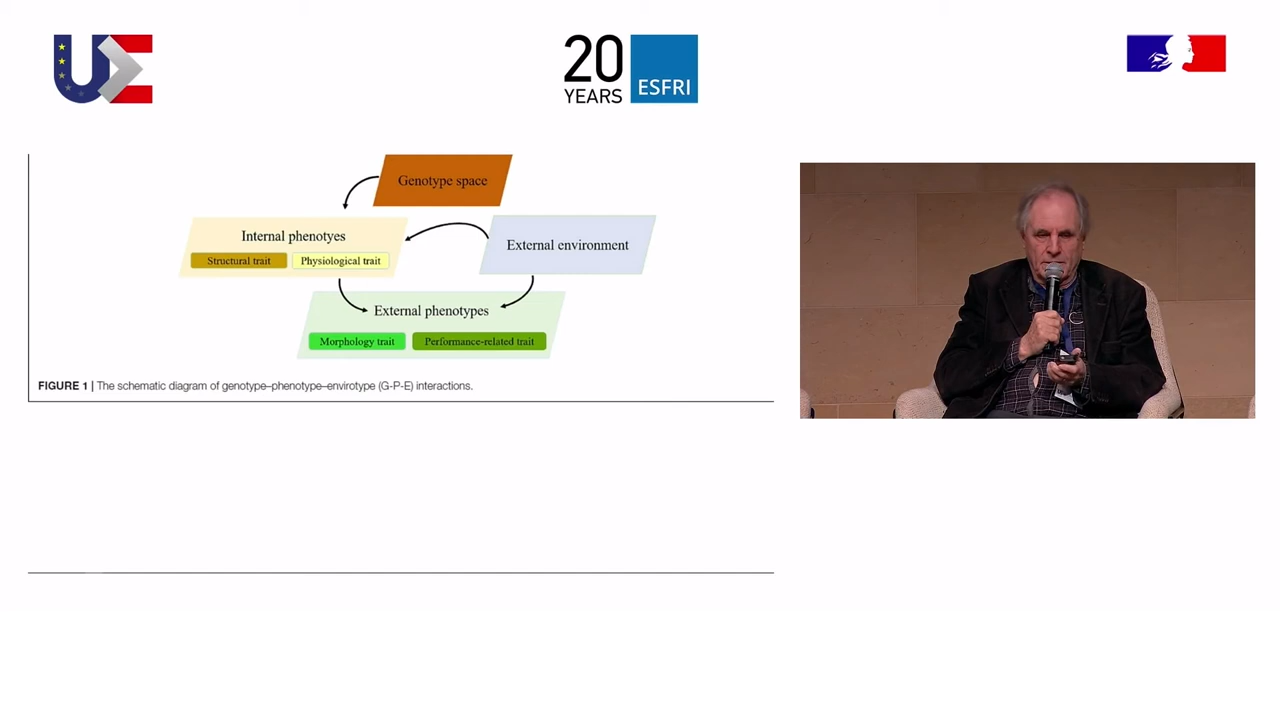 20
YEARS
ESFRI
Genotype space
Internal phenotyes
Structural trait
Physiological trait
External environment
External phenotypes
Morphology trait
Performance-related trait
FIGURE 1 | The schematic diagram of genotype–phenotype–envirotype (G-P-E) interactions.